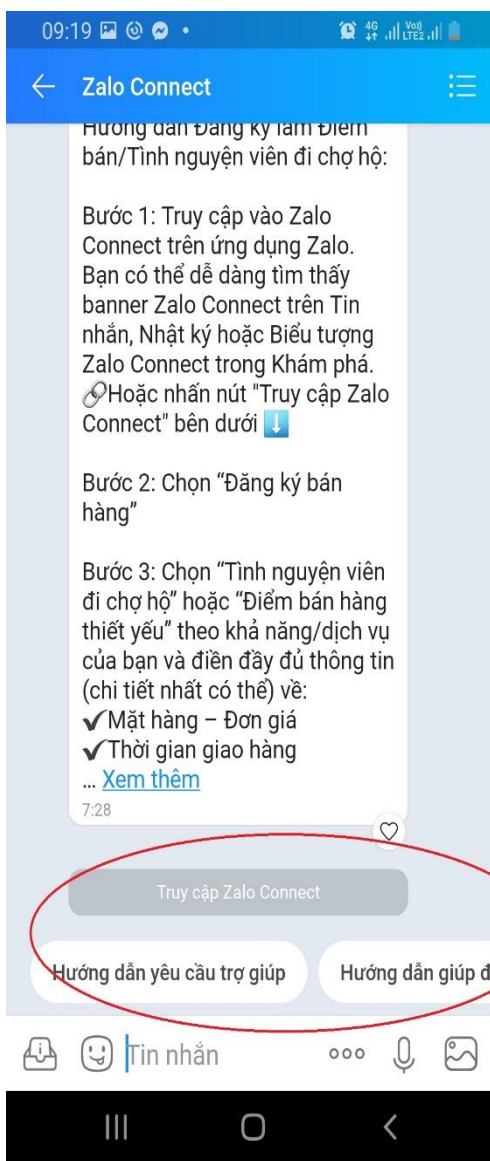 09:19
4G
Voo))
LTE2
Zalo Connect
Hướng dẫn Đăng ký làm Điểm
bán/Tình nguyện viên đi chợ hộ:
Bước 1: Truy cập vào Zalo
Connect trên ứng dụng Zalo.
Bạn có thể dễ dàng tìm thấy
banner Zalo Connect trên Tin
nhắn, Nhật ký hoặc Biểu tượng
Zalo Connect trong Khám phá.
🔗Hoặc nhấn nút "Truy cập Zalo
Connect" bên dưới ⬇️
Bước 2: Chọn “Đăng ký bán
hàng”
Bước 3: Chọn “Tình nguyện viên
đi chợ hộ” hoặc “Điểm bán hàng
thiết yếu” theo khả năng/dịch vụ
của bạn và điền đầy đủ thông tin
(chi tiết nhất có thể) về:
✔Mặt hàng – Đơn giá
✔Thời gian giao hàng
... Xem thêm
7:28
Truy cập Zalo Connect
Hướng dẫn yêu cầu trợ giúp
Hướng dẫn giúp đ
Tin nhắn